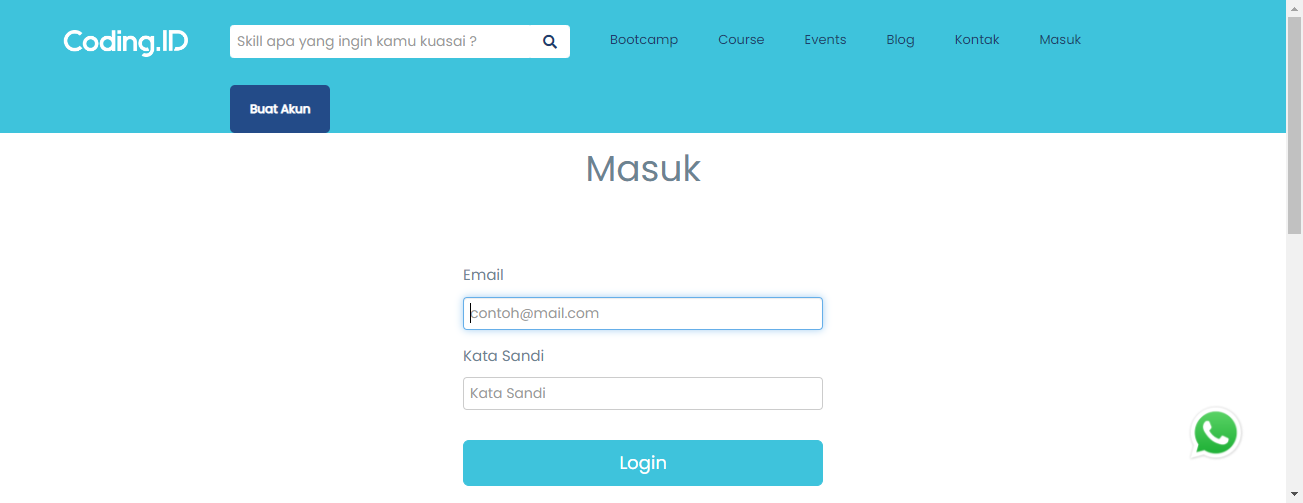 Coding.ID
Skill apa yang ingin kamu kuasai ?
Bootcamp
Course
Events
Blog
Kontak
Masuk
Buat Akun
Masuk
Email
contoh@mail.com
Kata Sandi
Kata Sandi
Login